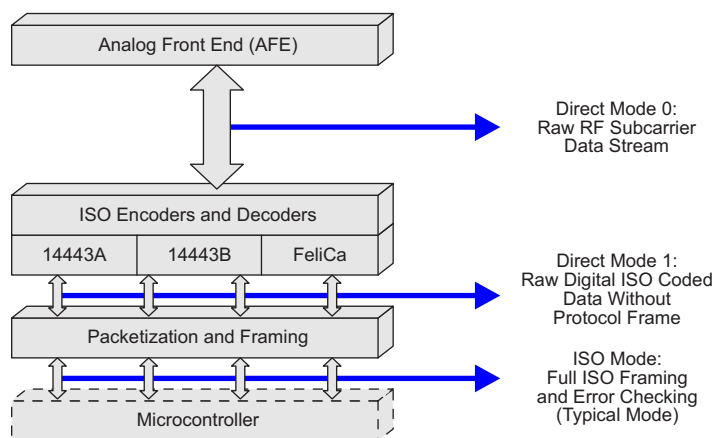 Analog Front End (AFE)
Direct Mode 0:
Raw RF Subcarrier
Data Stream
ISO Encoders and Decoders
14443A
14443B
FeliCa
Direct Mode 1:
Raw Digital ISO Coded
Data Without
Protocol Frame
Packetization and Framing
ISO Mode:
Full ISO Framing
and Error Checking
(Typical Mode)
Microcontroller